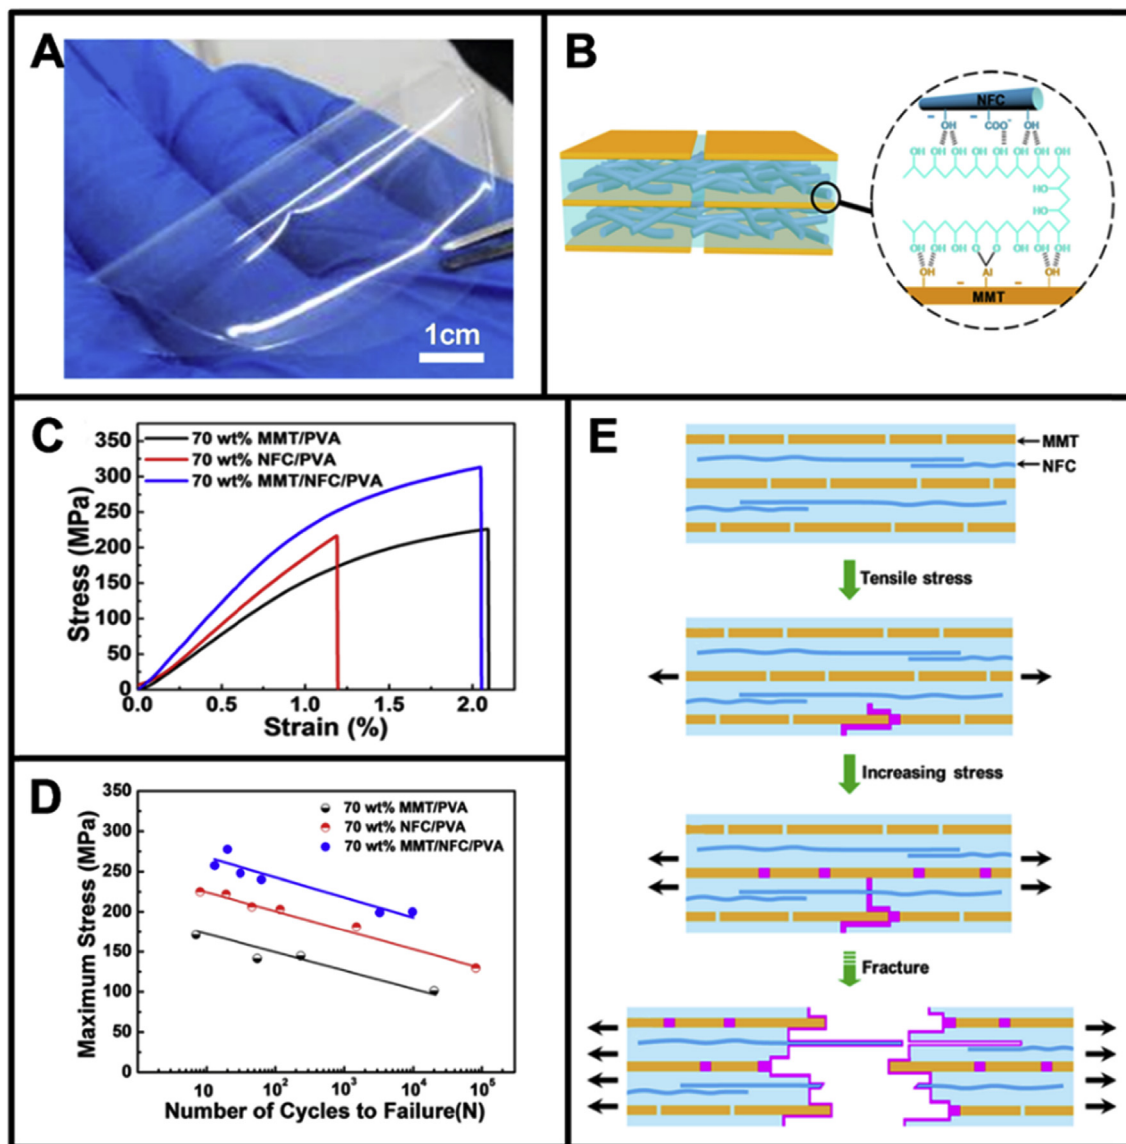 A
1cm
B
NFC
OH COO⁻ OH
OH OH OH OH OH OH OH OH
HO
HO
OH OH OH O O OH OH OH
OH Al OH
MMT
C
70 wt% MMT/PVA
70 wt% NFC/PVA
70 wt% MMT/NFC/PVA
350
300
250
200
150
100
50
0
0.0 0.5 1.0 1.5 2.0
Stress (MPa)
Strain (%)
D
70 wt% MMT/PVA
70 wt% NFC/PVA
70 wt% MMT/NFC/PVA
350
300
250
200
150
100
50
0
10 10² 10³ 10⁴ 10⁵
Maximum Stress (MPa)
Number of Cycles to Failure(N)
E
MMT
NFC
Tensile stress
Increasing stress
Fracture